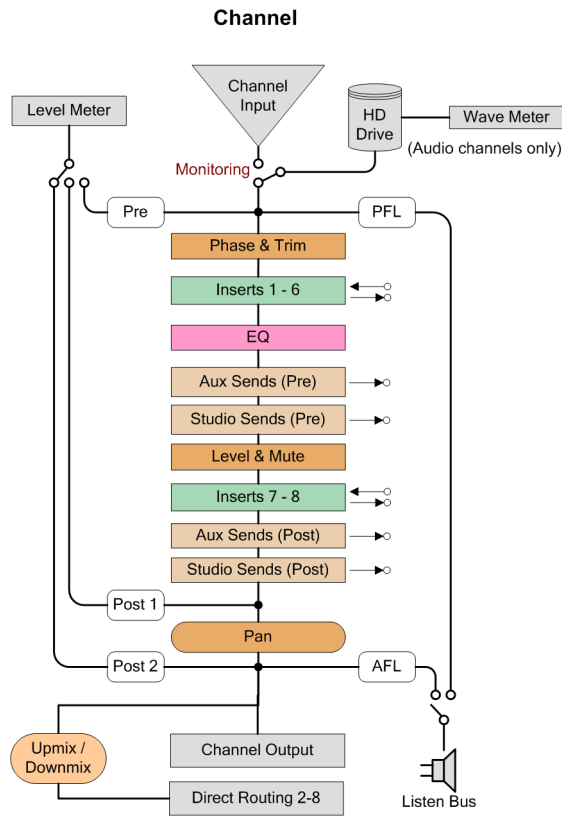 Channel
Channel
Input
Level Meter
HD
Drive
Wave Meter
(Audio channels only)
Monitoring
Pre
PFL
Phase & Trim
Inserts 1 - 6
EQ
Aux Sends (Pre)
Studio Sends (Pre)
Level & Mute
Inserts 7 - 8
Aux Sends (Post)
Studio Sends (Post)
Post 1
Pan
Post 2
AFL
Upmix /
Downmix
Channel Output
Direct Routing 2-8
Listen Bus